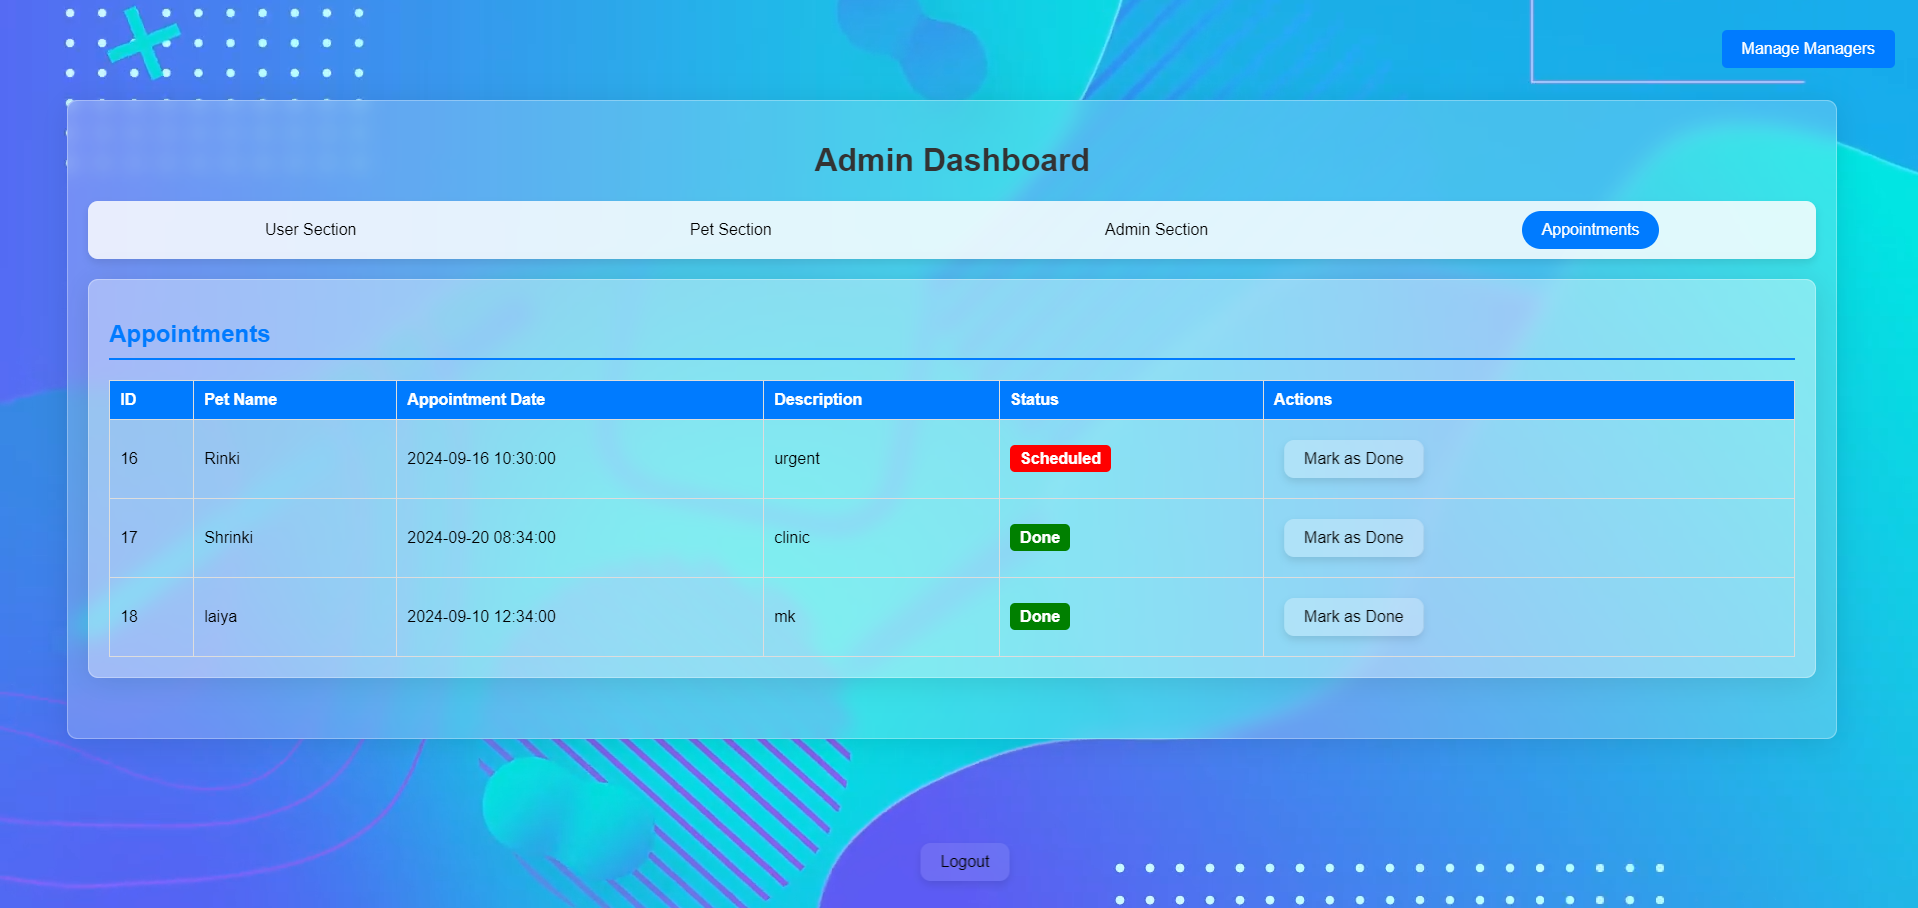 Manage Managers
Admin Dashboard
User Section Pet Section Admin Section Appointments
Appointments
ID Pet Name Appointment Date Description Status Actions
16 Rinki 2024-09-16 10:30:00 urgent Scheduled Mark as Done
17 Shrinki 2024-09-20 08:34:00 clinic Done Mark as Done
18 laiya 2024-09-10 12:34:00 mk Done Mark as Done
Logout